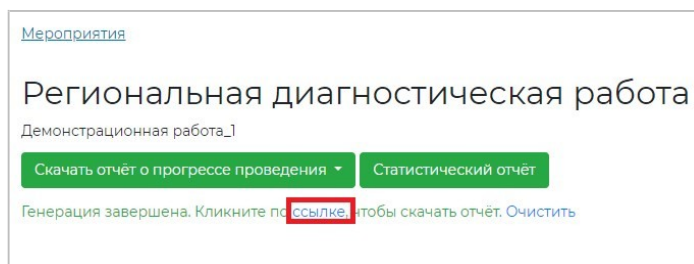 Мероприятия
Региональная диагностическая работа
Демонстрационная работа_1
Скачать отчёт о прогрессе проведения Статистический отчёт
Генерация завершена. Кликните по ссылке, чтобы скачать отчёт. Очистить